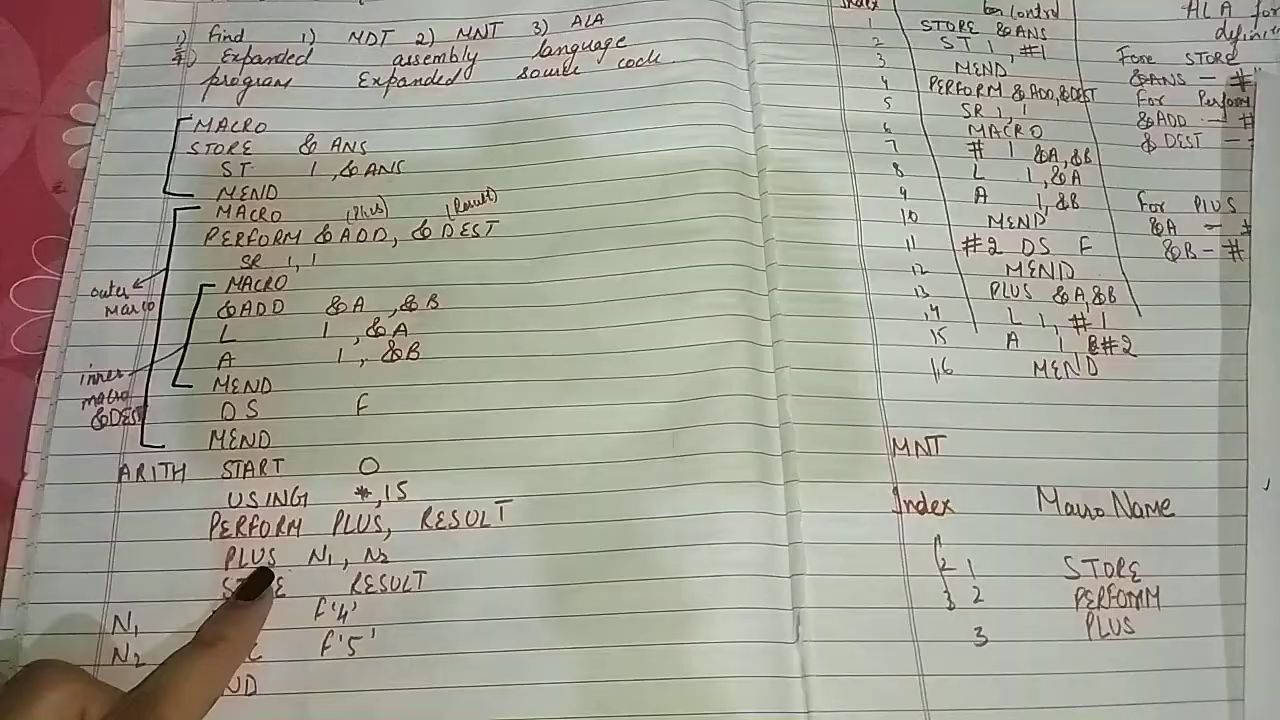 1) find 1) MDT 2) MNT 3) ALA
Expanded assembly language
program Expanded source code.
MACRO
STORE &ANS
ST 1, &ANS
MEND
MACRO (Plus) (Result)
PERFORM &ADD, &DEST
SR 1, 1
MACRO
&ADD &A, &B
L 1, &A
A 1, &B
MEND
DS F
MEND
outer
macro
inner
macro
&DEST
ARITH START 0
USING *,15
PERFORM PLUS, RESULT
PLUS N1, N2
RESULT
N1 F'4'
N2 F'5'
Index
1 STORE &ANS
2 ST 1, #1
3 MEND
4 PERFORM &ADD,&DEST
5 SR 1, 1
6 MACRO
7 #1 &A,&B
8 L 1,&A
9 A 1,&B
10 MEND
11 #2 DS F
12 MEND
13 PLUS &A,&B
14 L 1, #1
15 A 1 #2
16 MEND
ALA for
For STORE
&ANS - #
For Perform
&ADD - #
&DEST -
For PLUS
&A -
&B - #
MNT
Index Macro Name
1 STORE
2 PERFORM
3 PLUS